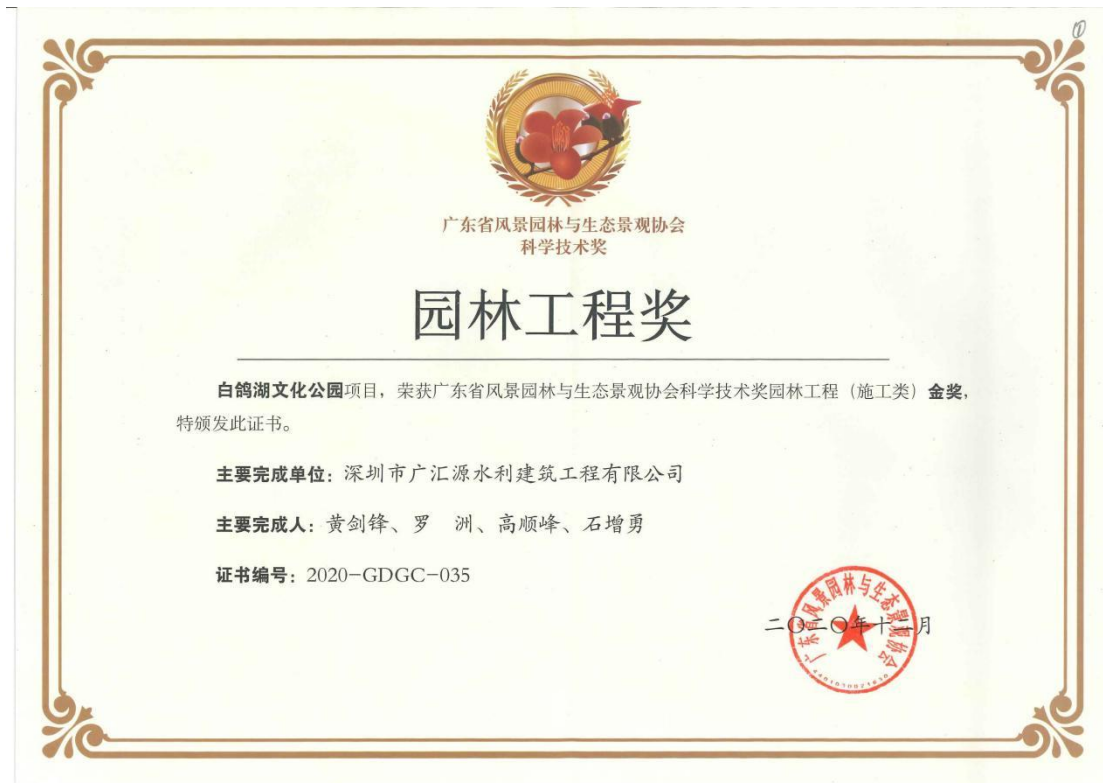 ①
广东省风景园林与生态景观协会
科学技术奖
园林工程奖
白鸽湖文化公园项目,荣获广东省风景园林与生态景观协会科学技术奖园林工程(施工类)金奖,
特颁发此证书。
主要完成单位:深圳市广汇源水利建筑工程有限公司
主要完成人:黄剑锋、罗 洲、高顺峰、石增勇
证书编号:2020-GDGC-035
二〇二〇年十二月
广东省风景园林与生态景观协会